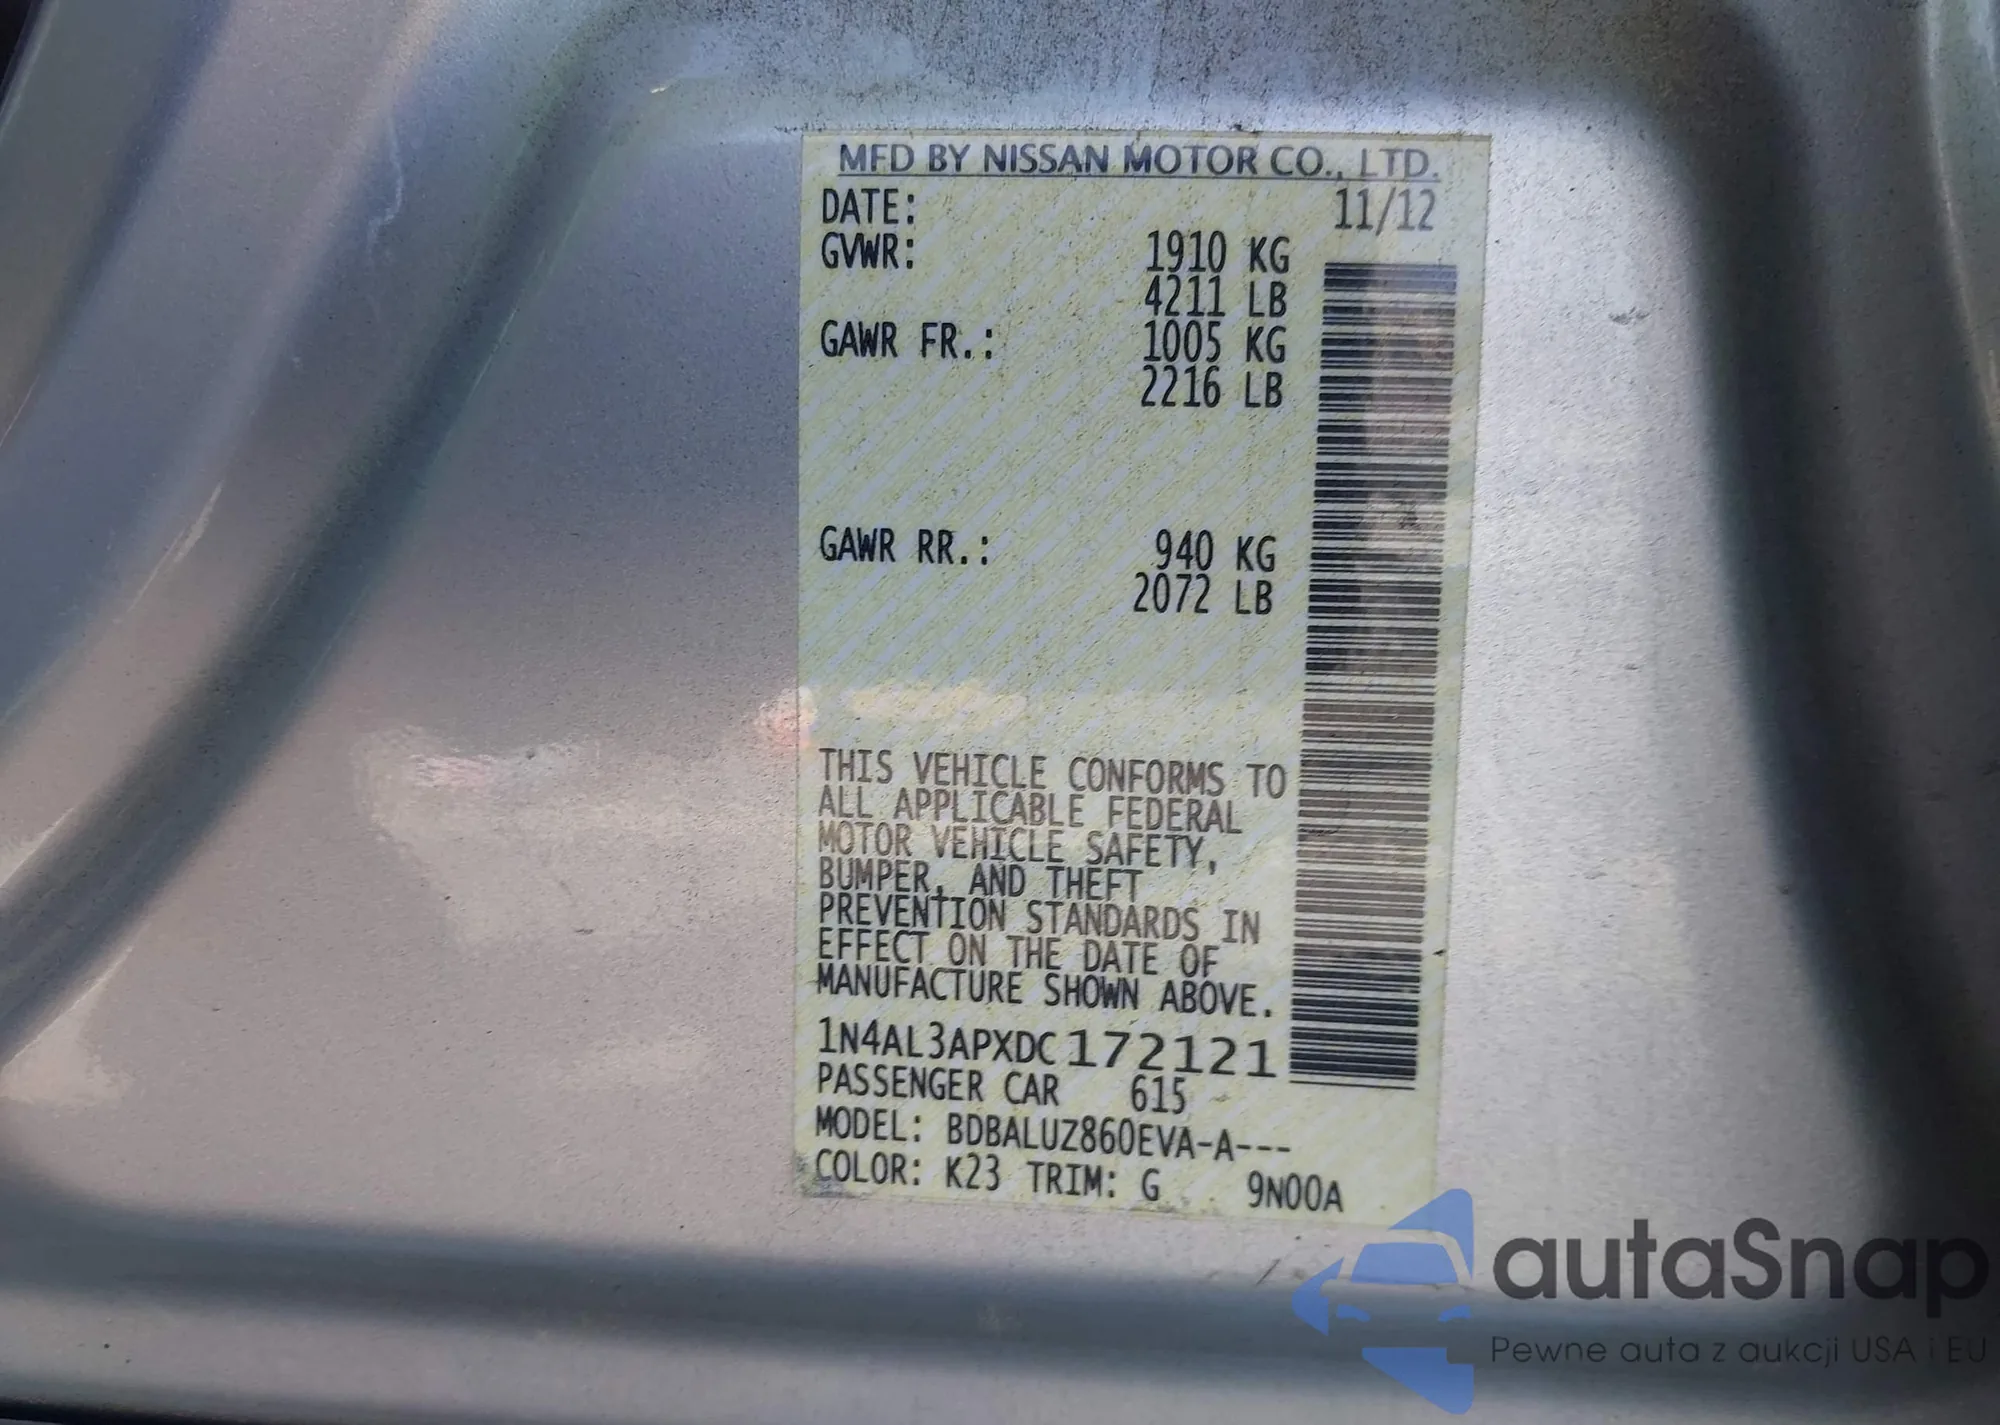 MFD BY NISSAN MOTOR CO., LTD.
DATE: 11/12
GVWR: 1910 KG
4211 LB
GAWR FR.: 1005 KG
2216 LB
GAWR RR.: 940 KG
2072 LB
THIS VEHICLE CONFORMS TO
ALL APPLICABLE FEDERAL
MOTOR VEHICLE SAFETY,
BUMPER, AND THEFT
PREVENTION STANDARDS IN
EFFECT ON THE DATE OF
MANUFACTURE SHOWN ABOVE.
1N4AL3APXDC172121
PASSENGER CAR 615
MODEL: BDBALUZ860EVA-A---
COLOR: K23 TRIM: G 9N00A
autaSnap
Pewne auta z aukcji USA i EU